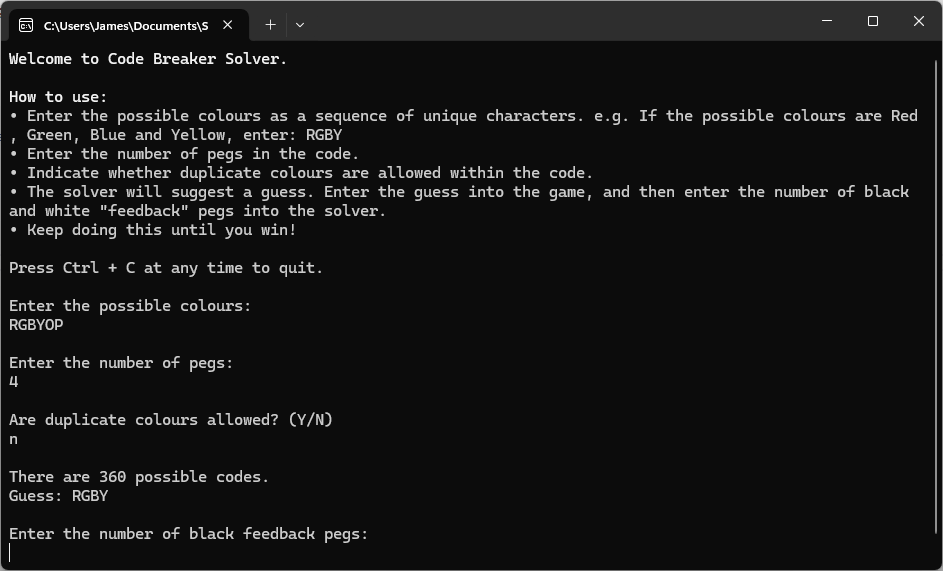 C:\Users\James\Documents\S
Welcome to Code Breaker Solver.
How to use:
• Enter the possible colours as a sequence of unique characters. e.g. If the possible colours are Red
, Green, Blue and Yellow, enter: RGBY
• Enter the number of pegs in the code.
• Indicate whether duplicate colours are allowed within the code.
• The solver will suggest a guess. Enter the guess into the game, and then enter the number of black
and white "feedback" pegs into the solver.
• Keep doing this until you win!
Press Ctrl + C at any time to quit.
Enter the possible colours:
RGBYOP
Enter the number of pegs:
4
Are duplicate colours allowed? (Y/N)
n
There are 360 possible codes.
Guess: RGBY
Enter the number of black feedback pegs: